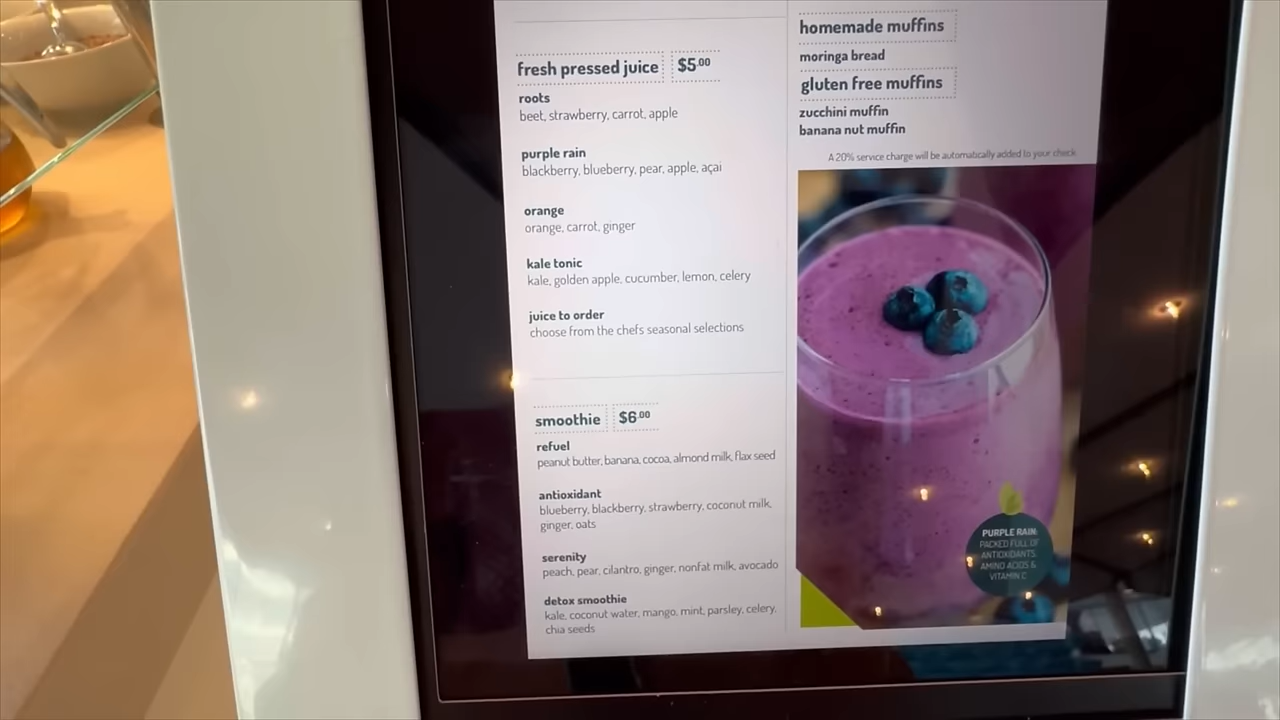 fresh pressed juice $5.00
roots
beet, strawberry, carrot, apple
purple rain
blackberry, blueberry, pear, apple, açai
orange
orange, carrot, ginger
kale tonic
kale, golden apple, cucumber, lemon, celery
juice to order
choose from the chefs seasonal selections
smoothie $6.00
refuel
peanut butter, banana, cocoa, almond milk, flax seed
antioxidant
blueberry, blackberry, strawberry, coconut milk,
ginger, oats
serenity
peach, pear, cilantro, ginger, nonfat milk, avocado
detox smoothie
kale, coconut water, mango, mint, parsley, celery,
chia seeds
homemade muffins
moringa bread
gluten free muffins
zucchini muffin
banana nut muffin
A 20% service charge will be automatically added to your check.
PURPLE RAIN:
PACKED FULL OF
ANTIOXIDANTS,
AMINO ACIDS &
VITAMIN C